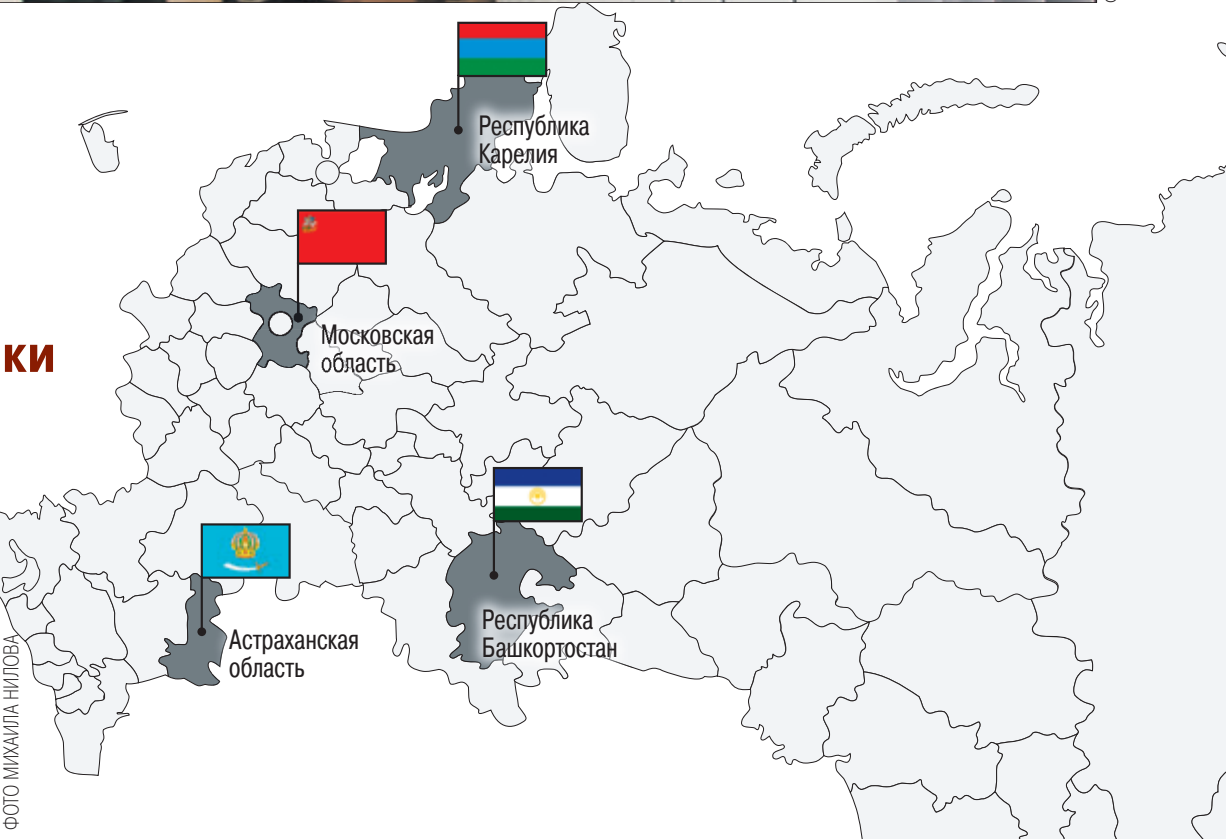 Республика
Карелия
Московская
область
ки
Республика
Башкортостан
Астраханская
область
ФОТО МИХАИЛА НИЛОВА